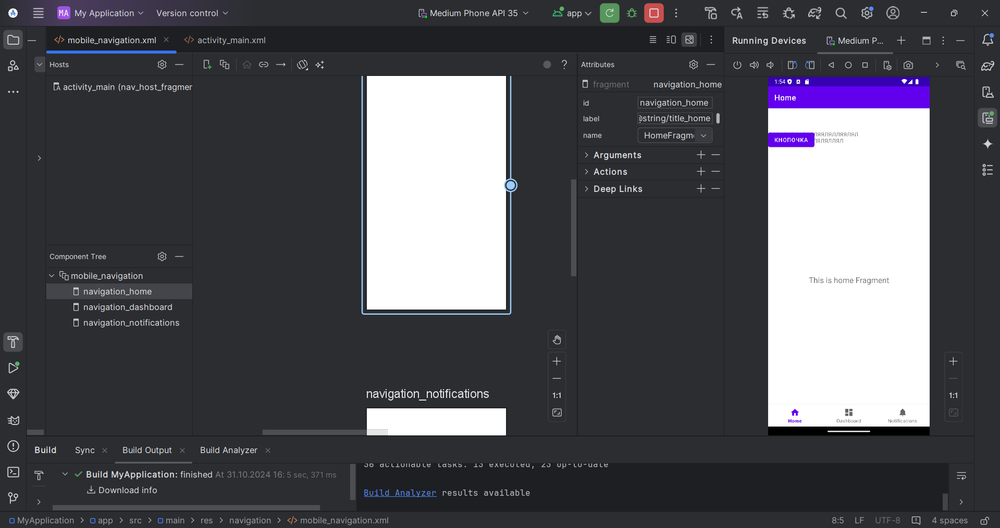 MA My Application
Version control
Medium Phone API 35
app
mobile_navigation.xml
activity_main.xml
Running Devices
Medium P...
Hosts
activity_main (nav_host_fragmer
?
Attributes
fragment
navigation_home
id
navigation_home
label
@string/title_home
name
HomeFragm
Arguments
Actions
Deep Links
Component Tree
mobile_navigation
navigation_home
navigation_dashboard
navigation_notifications
navigation_notifications
1:1
1:54
Home
КНОПОЧКА
This is home Fragment
Home
Dashboard
Notifications
1:1
Build
Sync
Build Output
Build Analyzer
Build MyApplication: finished At 31.10.2024 16: 5 sec, 371 ms
Download info
36 actionable tasks: 13 executed, 23 up-to-date
Build Analyzer results available
MyApplication > app > src > main > res > navigation > mobile_navigation.xml
8:5
LF
UTF-8
4 spaces